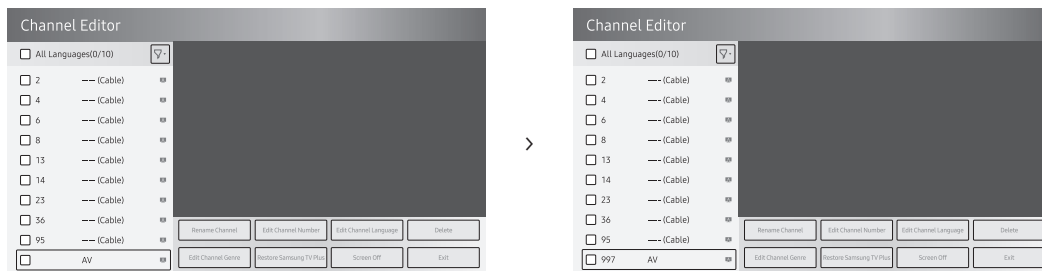 Channel Editor
All Languages(0/10)
2 –– (Cable)
4 –– (Cable)
6 –– (Cable)
8 –– (Cable)
13 –– (Cable)
14 –– (Cable)
23 –– (Cable)
36 –– (Cable)
95 –– (Cable)
AV
Rename Channel Edit Channel Number Edit Channel Language Delete
Edit Channel Genre Restore Samsung TV Plus Screen Off Exit
>
Channel Editor
All Languages(0/10)
2 –-- (Cable)
4 –-- (Cable)
6 –-- (Cable)
8 –-- (Cable)
13 –-- (Cable)
14 –-- (Cable)
23 –-- (Cable)
36 –-- (Cable)
95 –-- (Cable)
997 AV
Rename Channel Edit Channel Number Edit Channel Language Delete
Edit Channel Genre Restore Samsung TV Plus Screen Off Exit